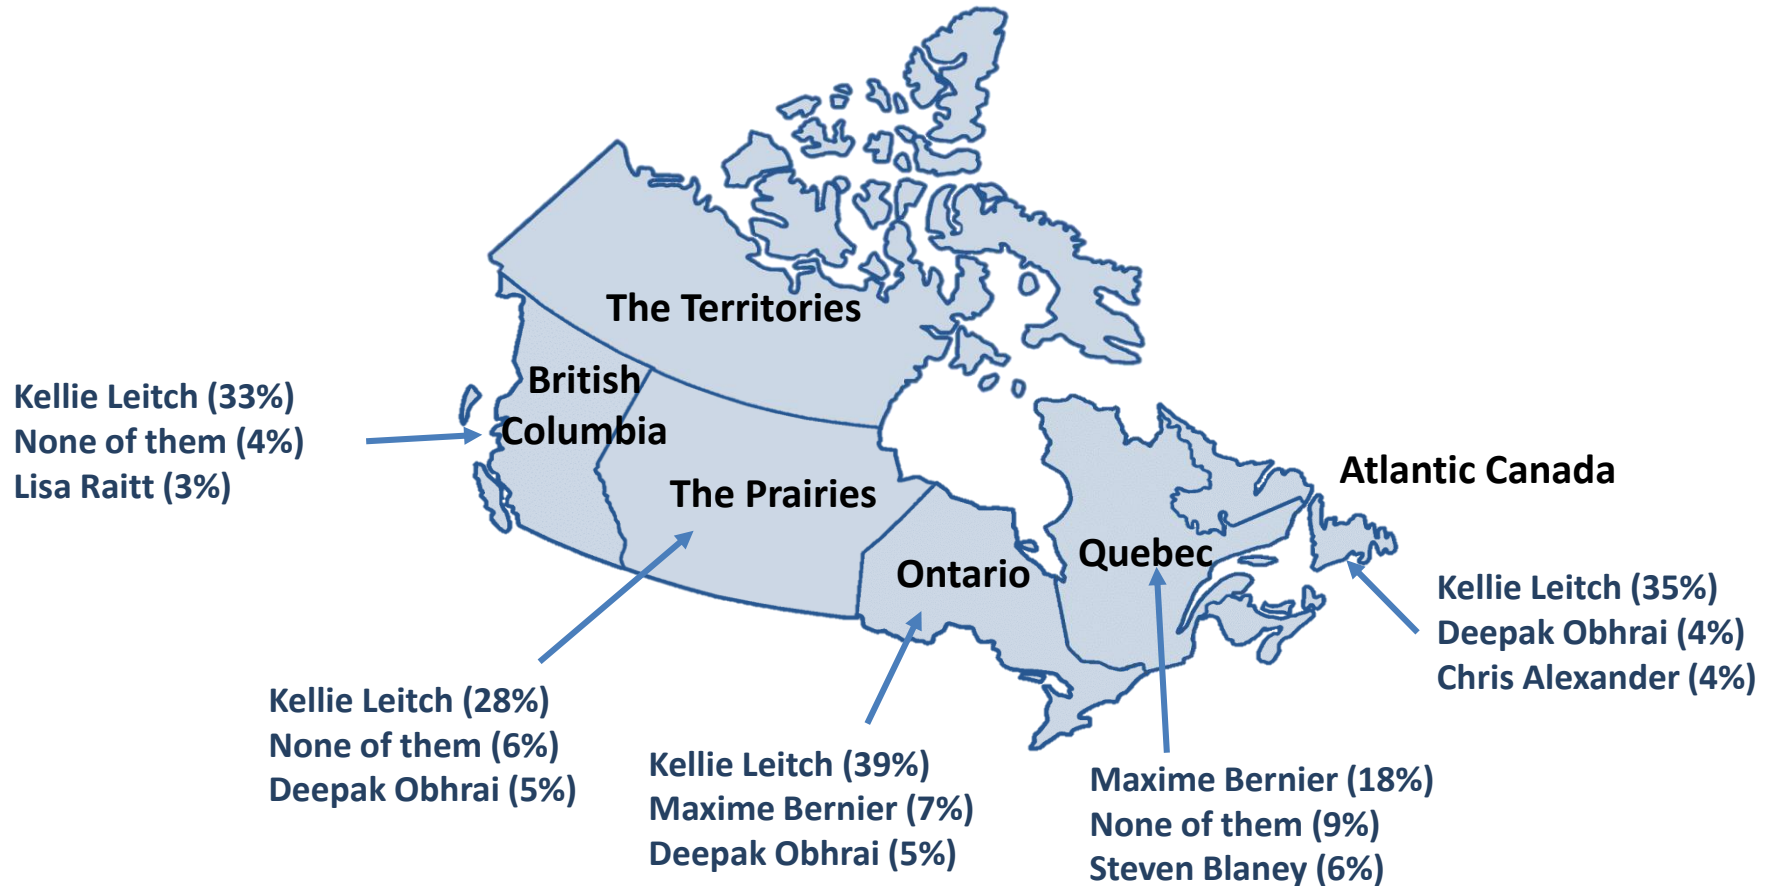 The Territories
British
Columbia
The Prairies
Ontario
Quebec
Atlantic Canada
Kellie Leitch (33%)
None of them (4%)
Lisa Raitt (3%)
Kellie Leitch (28%)
None of them (6%)
Deepak Obhrai (5%)
Kellie Leitch (39%)
Maxime Bernier (7%)
Deepak Obhrai (5%)
Maxime Bernier (18%)
None of them (9%)
Steven Blaney (6%)
Kellie Leitch (35%)
Deepak Obhrai (4%)
Chris Alexander (4%)